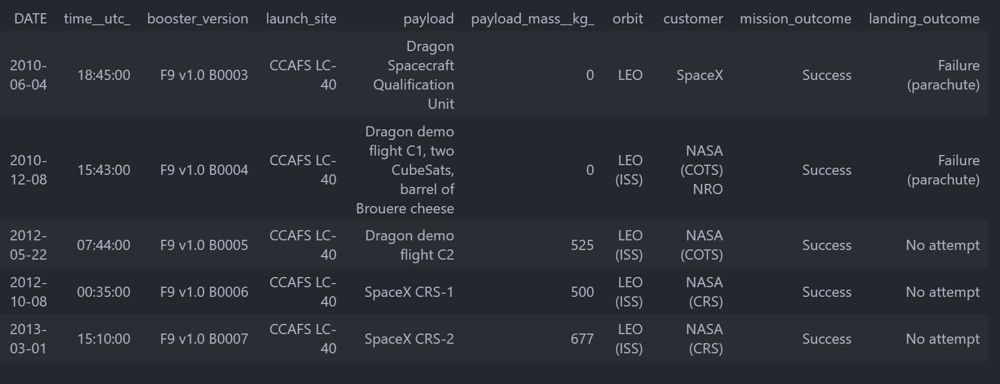 DATE time__utc_ booster_version launch_site payload payload_mass__kg_ orbit customer mission_outcome landing_outcome
2010-06-04 18:45:00 F9 v1.0 B0003 CCAFS LC-40 Dragon Spacecraft Qualification Unit 0 LEO SpaceX Success Failure (parachute)
2010-12-08 15:43:00 F9 v1.0 B0004 CCAFS LC-40 Dragon demo flight C1, two CubeSats, barrel of Brouere cheese 0 LEO (ISS) NASA (COTS) NRO Success Failure (parachute)
2012-05-22 07:44:00 F9 v1.0 B0005 CCAFS LC-40 Dragon demo flight C2 525 LEO (ISS) NASA (COTS) Success No attempt
2012-10-08 00:35:00 F9 v1.0 B0006 CCAFS LC-40 SpaceX CRS-1 500 LEO (ISS) NASA (CRS) Success No attempt
2013-03-01 15:10:00 F9 v1.0 B0007 CCAFS LC-40 SpaceX CRS-2 677 LEO (ISS) NASA (CRS) Success No attempt